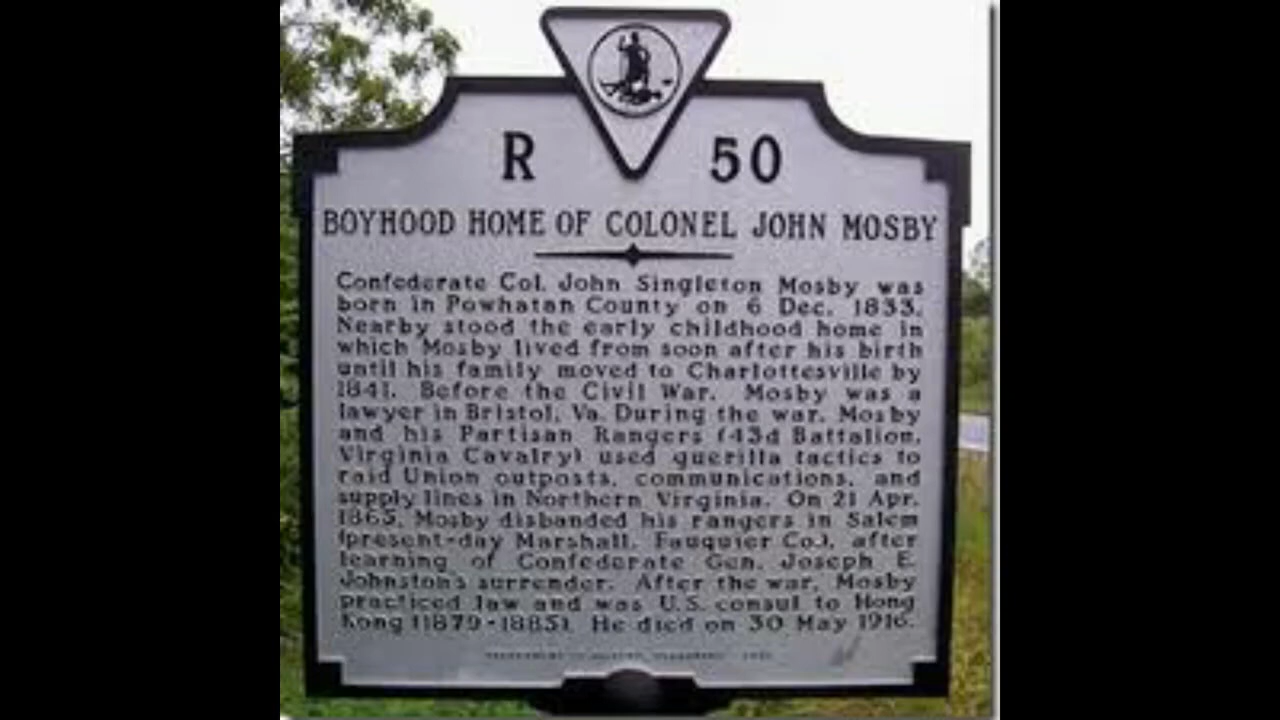 R 50
BOYHOOD HOME OF COLONEL JOHN MOSBY
Confederate Col. John Singleton Mosby was
born in Powhatan County on 6 Dec. 1833.
Nearby stood the early childhood home in
which Mosby lived from soon after his birth
until his family moved to Charlottesville by
1841. Before the Civil War, Mosby was a
lawyer in Bristol, Va. During the war, Mosby
and his Partisan Rangers (43d Battalion,
Virginia Cavalry) used guerilla tactics to
raid Union outposts, communications, and
supply lines in Northern Virginia. On 21 Apr.
1865, Mosby disbanded his rangers in Salem
(present-day Marshall, Fauquier Co.), after
learning of Confederate Gen. Joseph E.
Johnston's surrender. After the war, Mosby
practiced law and was U.S. consul to Hong
Kong (1879-1885). He died on 30 May 1916.